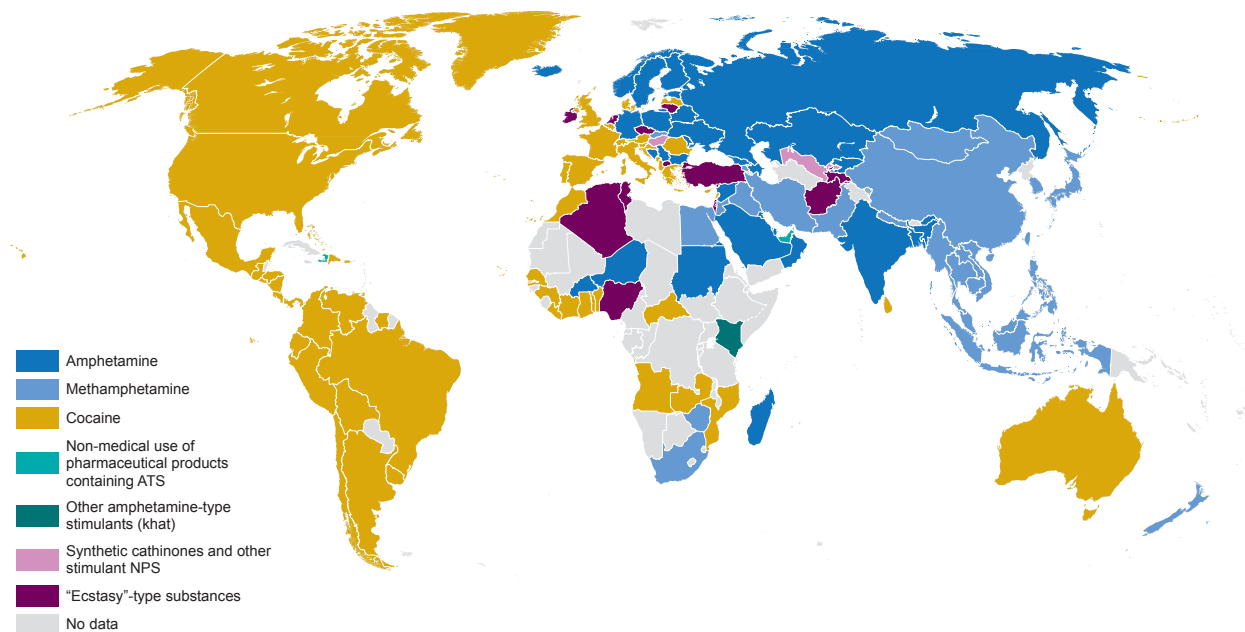 Amphetamine
Methamphetamine
Cocaine
Non-medical use of
pharmaceutical products
containing ATS
Other amphetamine-type
stimulants (khat)
Synthetic cathinones and other
stimulant NPS
“Ecstasy”-type substances
No data